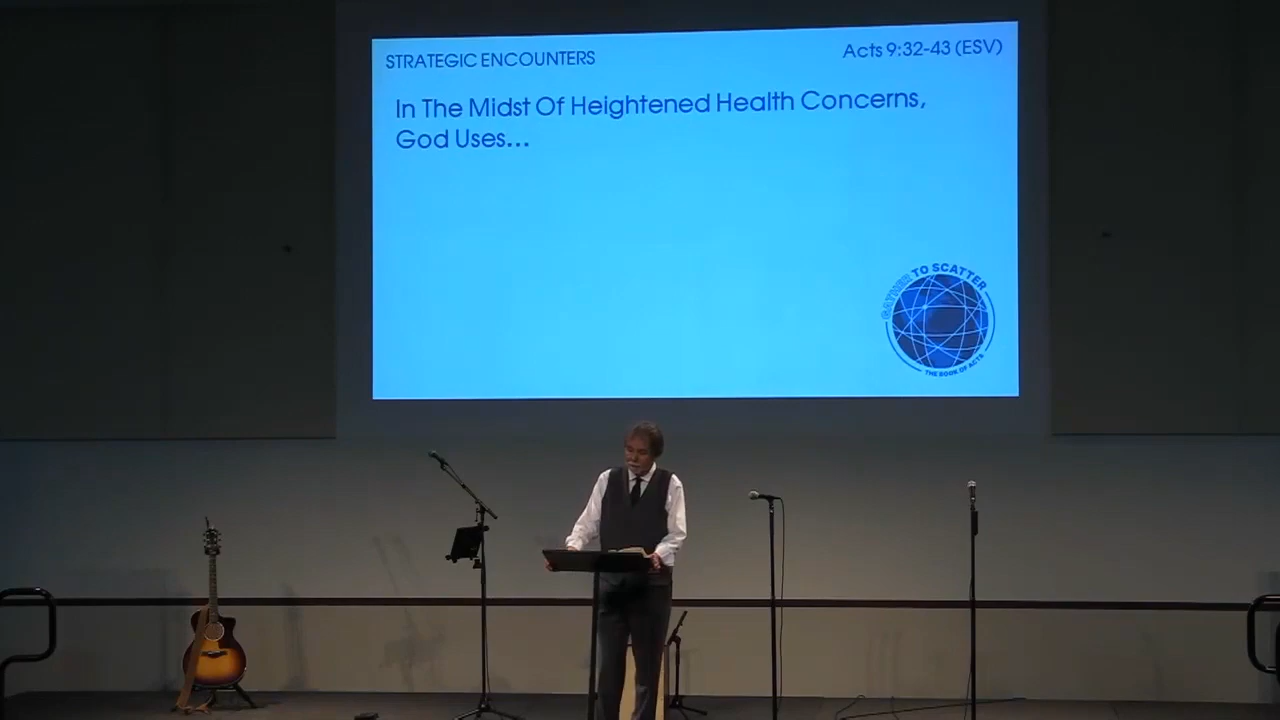 STRATEGIC ENCOUNTERS
Acts 9:32-43 (ESV)
In The Midst Of Heightened Health Concerns,
God Uses...
GATHER TO SCATTER
THE BOOK OF ACTS